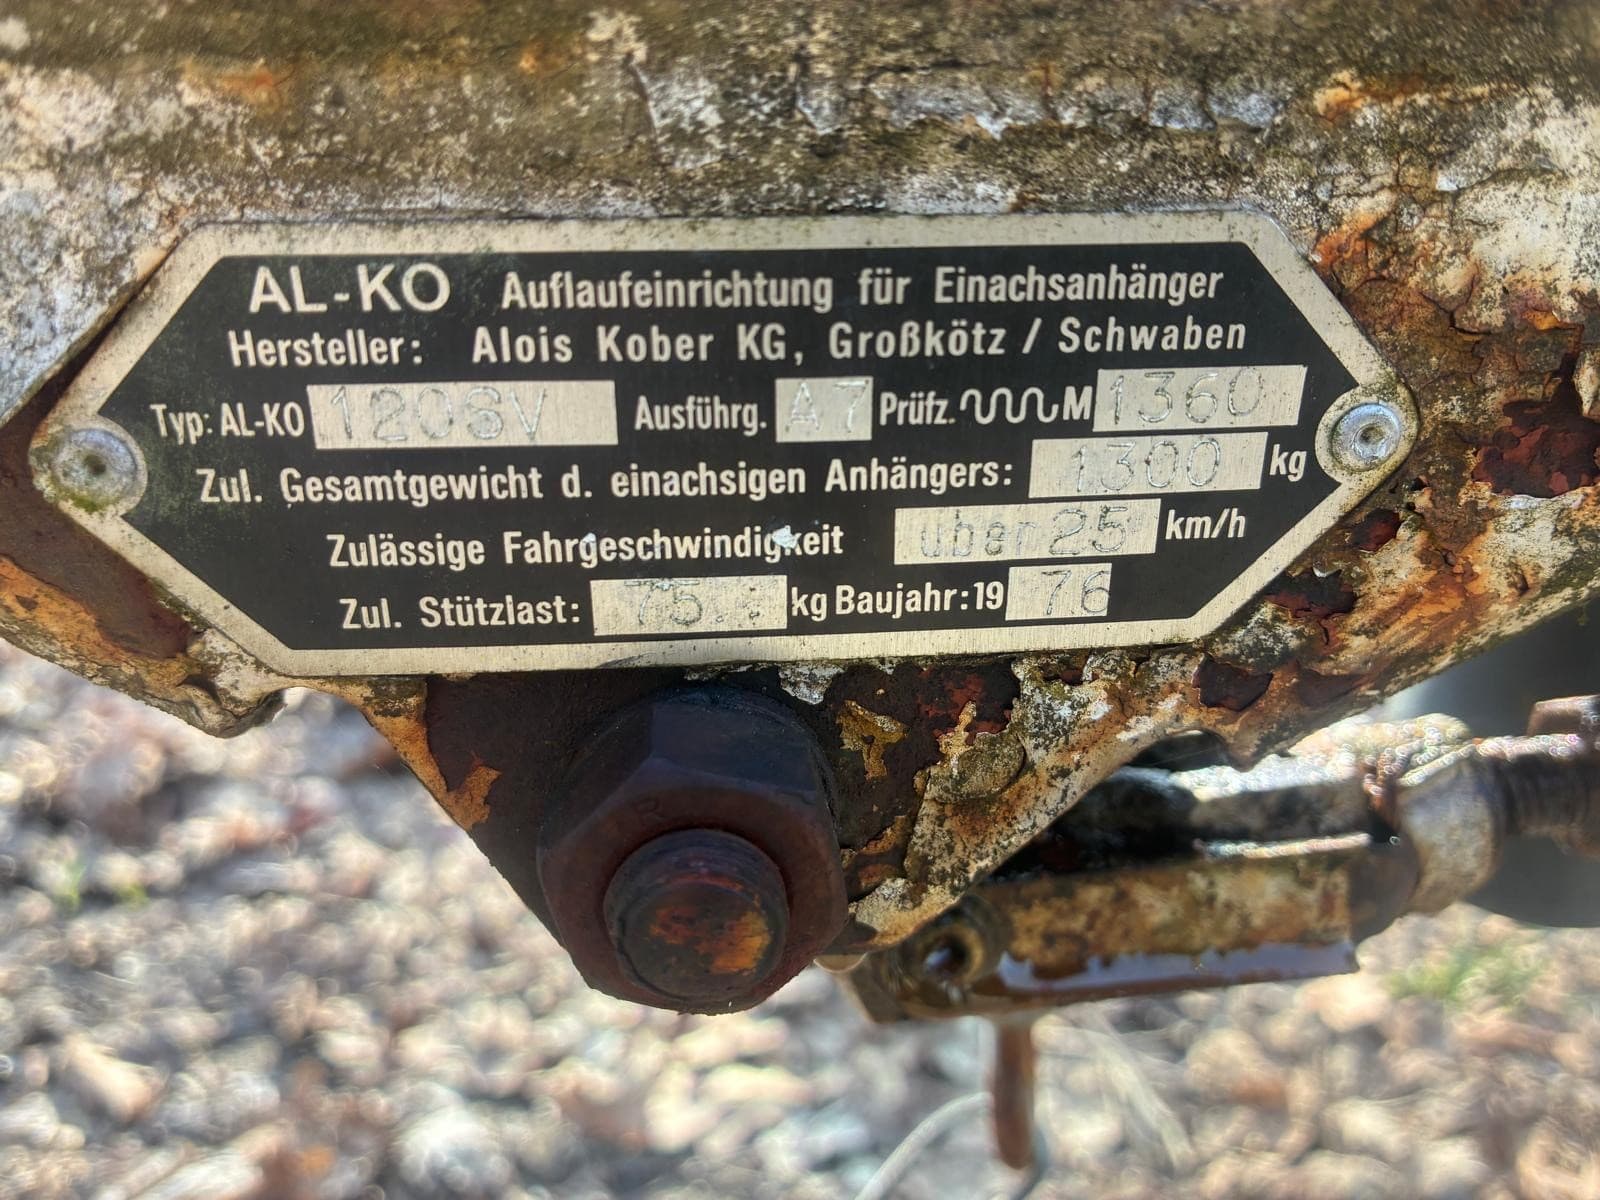 AL-KO Auflaufeinrichtung für Einachsanhänger
Hersteller: Alois Kober KG, Großkötz / Schwaben
Typ: AL-KO 120SV Ausführg. A7 Prüfz. M 1360
Zul. Gesamtgewicht d. einachsigen Anhängers: 1300 kg
Zulässige Fahrgeschwindigkeit über 25 km/h
Zul. Stützlast: 75 kg Baujahr: 19 76